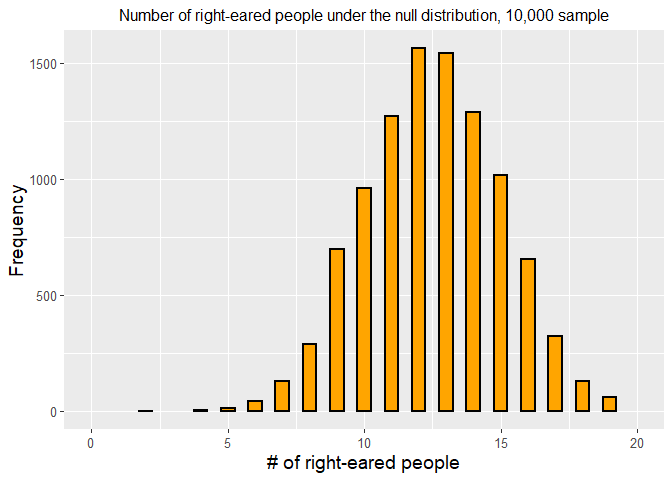 Number of right-eared people under the null distribution, 10,000 sample
Frequency
1500
1000
500
0
0 5 10 15 20
# of right-eared people